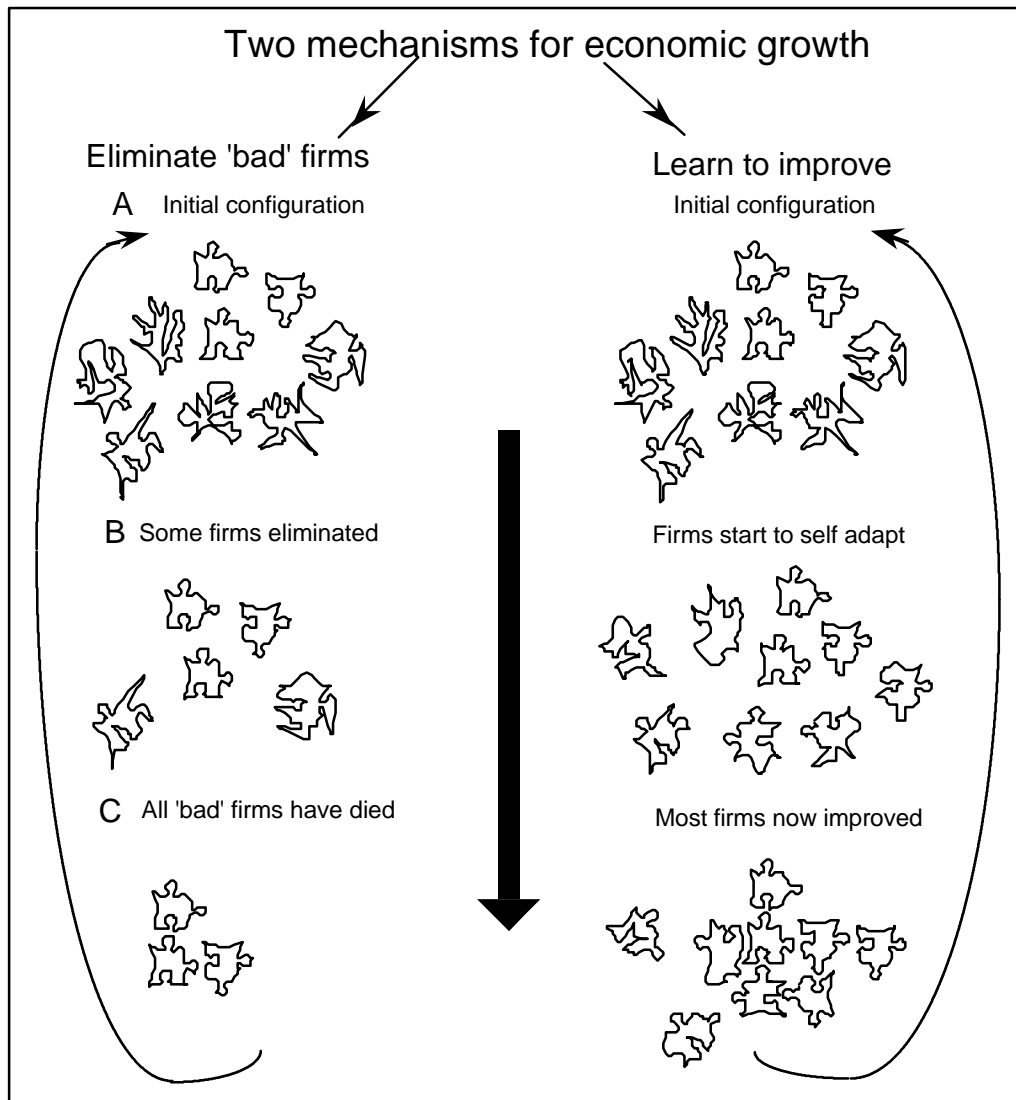 Two mechanisms for economic growth
Eliminate 'bad' firms
A Initial configuration
B Some firms eliminated
C All 'bad' firms have died
Learn to improve
Initial configuration
Firms start to self adapt
Most firms now improved